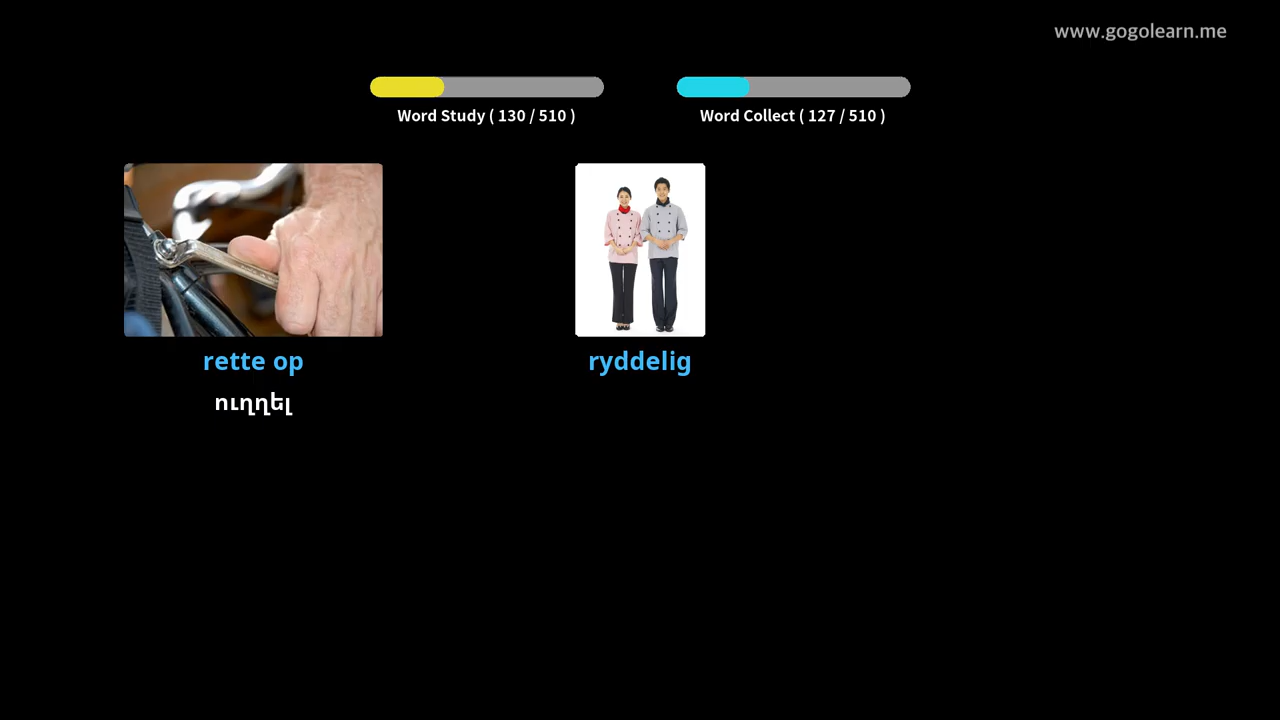 www.gogolearn.me
Word Study ( 130 / 510 )
Word Collect ( 127 / 510 )
rette op
ուղղել
ryddelig